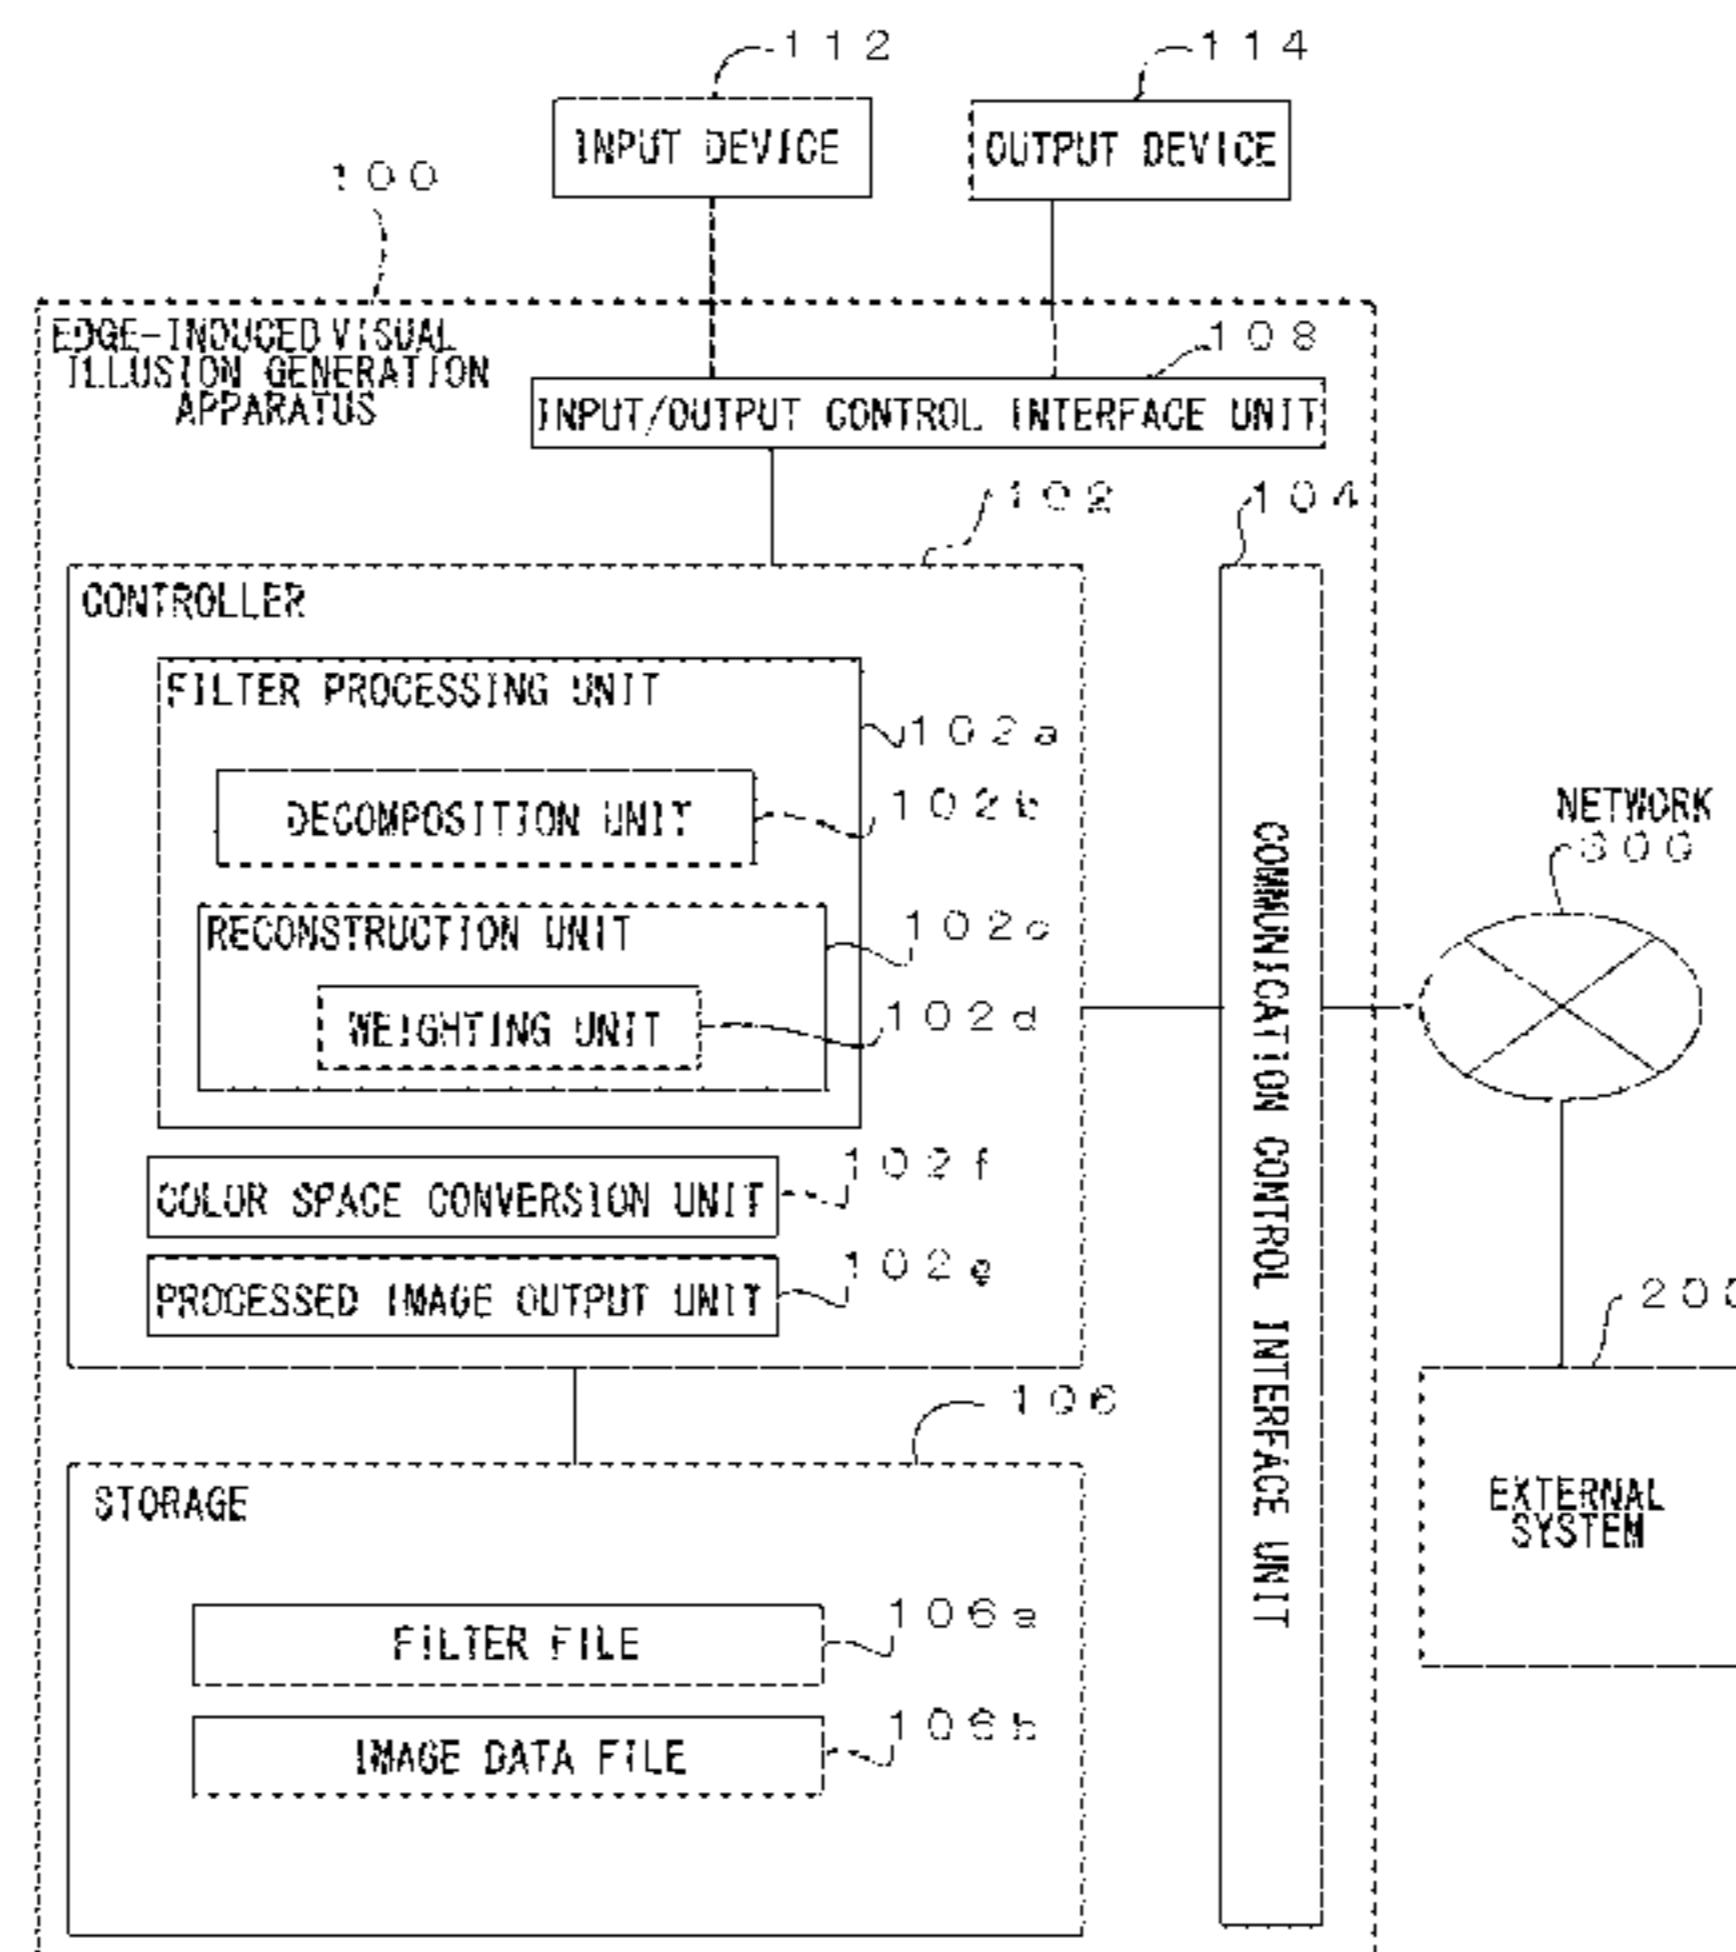 112
114
INPUT DEVICE
OUTPUT DEVICE
100
EDGE-INDUCED VISUAL
ILLUSION GENERATION
APPARATUS
108
INPUT/OUTPUT CONTROL INTERFACE UNIT
102
104
CONTROLLER
FILTER PROCESSING UNIT
102a
DECOMPOSITION UNIT
102b
RECONSTRUCTION UNIT
102c
WEIGHTING UNIT
102d
COLOR SPACE CONVERSION UNIT
102f
PROCESSED IMAGE OUTPUT UNIT
102e
COMMUNICATION CONTROL INTERFACE UNIT
NETWORK
300
200
EXTERNAL
SYSTEM
106
STORAGE
FILTER FILE
106a
IMAGE DATA FILE
106b